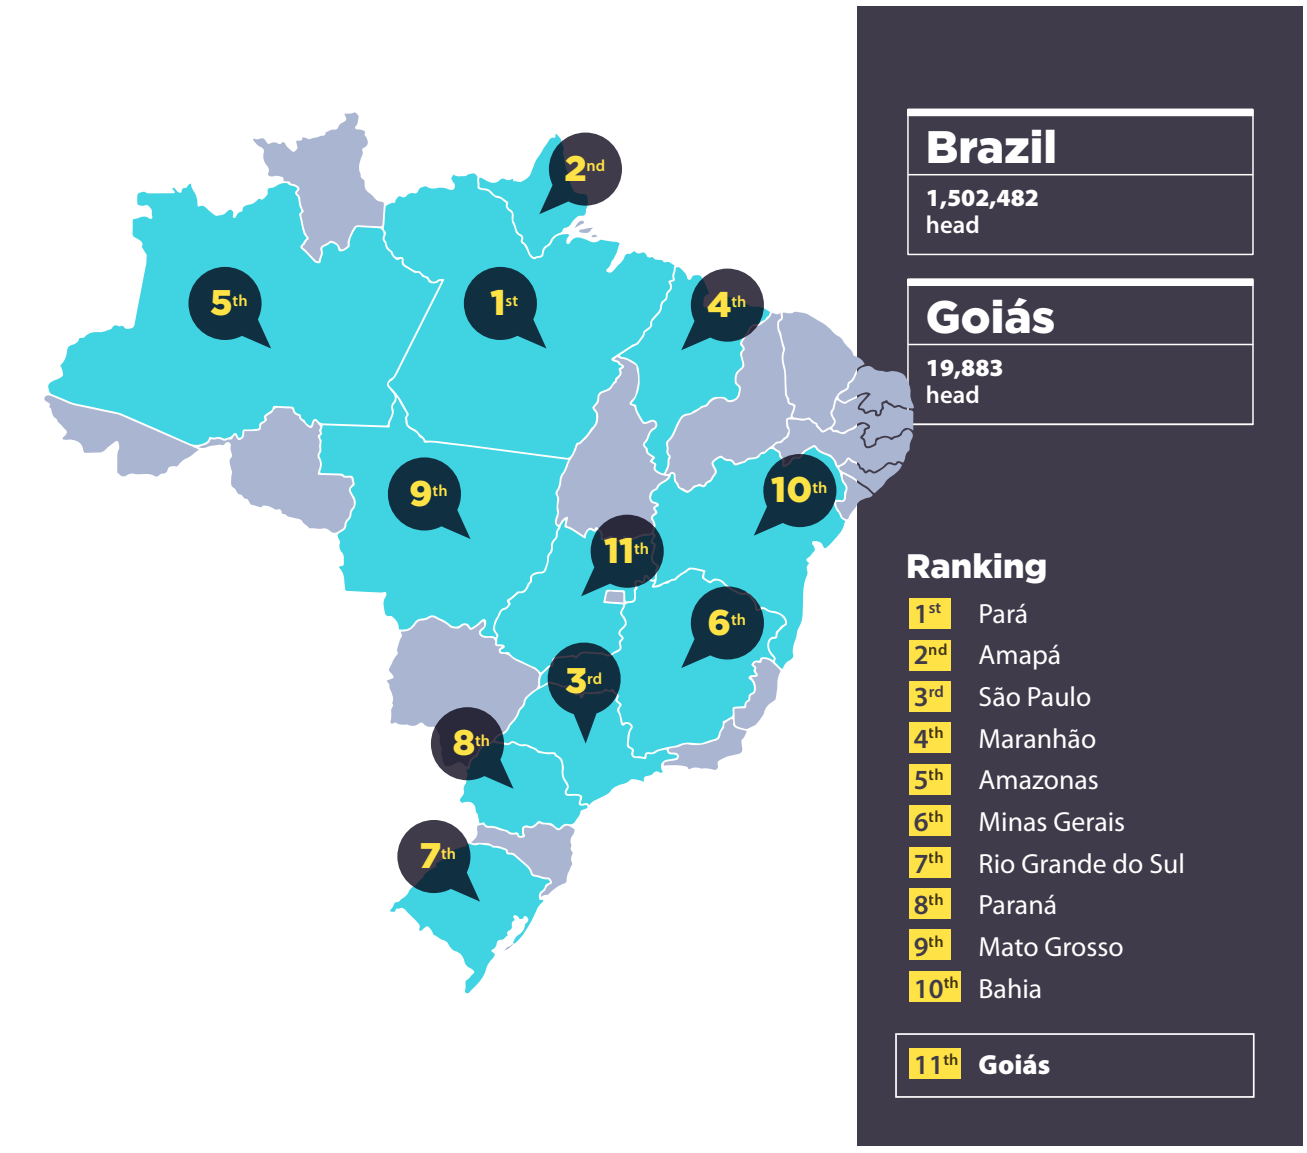 2nd
5th
1st
4th
9th
10th
11th
6th
3rd
8th
7th
Brazil
1,502,482
head
Goiás
19,883
head
Ranking
1st Pará
2nd Amapá
3rd São Paulo
4th Maranhão
5th Amazonas
6th Minas Gerais
7th Rio Grande do Sul
8th Paraná
9th Mato Grosso
10th Bahia
11th Goiás